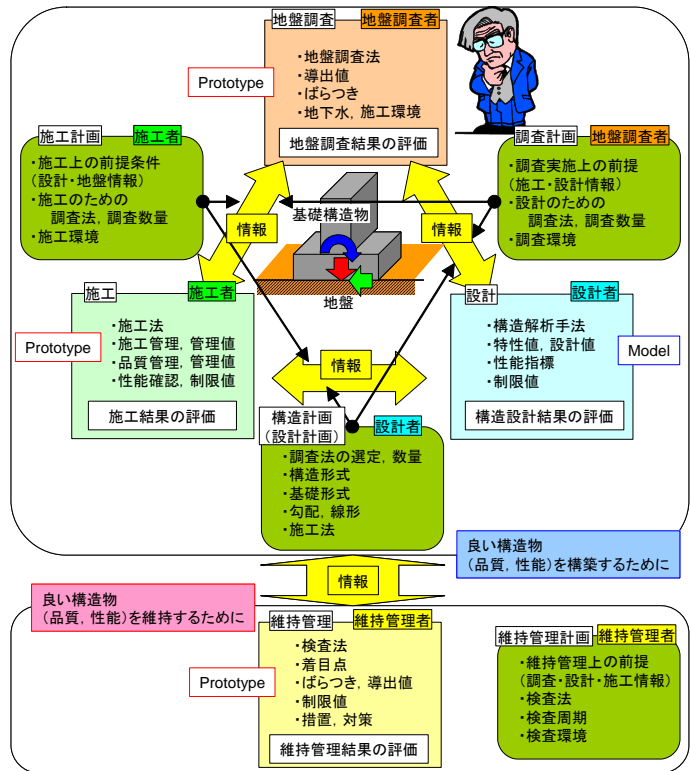 地盤調査 地盤調査者
Prototype
・地盤調査法
・導出値
・ばらつき
・地下水, 施工環境
地盤調査結果の評価
施工計画 施工者
・施工上の前提条件
(設計・地盤情報)
・施工のための
調査法, 調査数量
・施工環境
調査計画 地盤調査者
・調査実施上の前提
(施工・設計情報)
・設計のための
調査法, 調査数量
・調査環境
情報
基礎構造物
情報
地盤
施工 施工者
Prototype
・施工法
・施工管理, 管理値
・品質管理, 管理値
・性能確認, 制限値
施工結果の評価
設計 設計者
・構造解析手法
・特性値, 設計値
・性能指標
・制限値
Model
構造設計結果の評価
情報
構造計画
(設計計画)
設計者
・調査法の選定, 数量
・構造形式
・基礎形式
・勾配, 線形
・施工法
良い構造物
(品質, 性能)を構築するために
情報
良い構造物
(品質, 性能)を維持するために
維持管理 維持管理者
Prototype
・検査法
・着目点
・ばらつき, 導出値
・制限値
・措置, 対策
維持管理結果の評価
維持管理計画 維持管理者
・維持管理上の前提
(調査・設計・施工情報)
・検査法
・検査周期
・検査環境